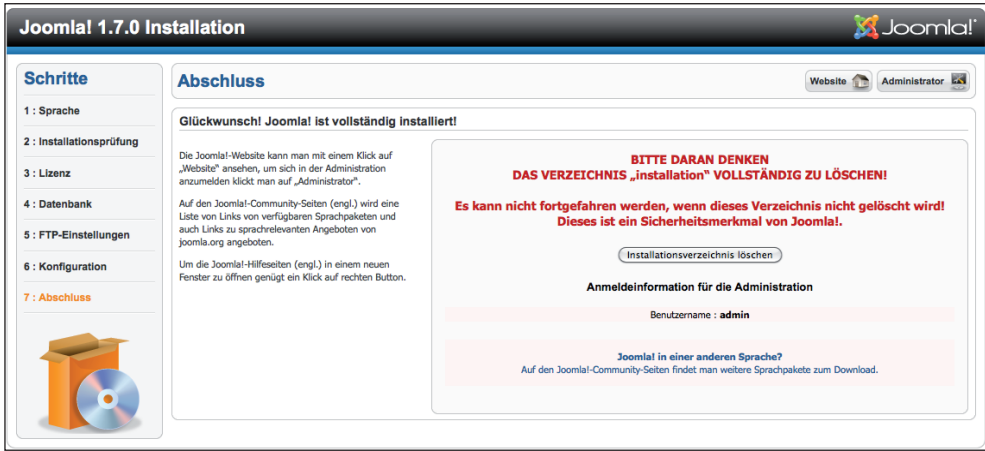 Joomla! 1.7.0 Installation
Joomla!
Schritte
1 : Sprache
2 : Installationsprüfung
3 : Lizenz
4 : Datenbank
5 : FTP-Einstellungen
6 : Konfiguration
7 : Abschluss
Abschluss
Website
Administrator
Glückwunsch! Joomla! ist vollständig installiert!
Die Joomla!-Website kann man mit einem Klick auf
„Website" ansehen, um sich in der Administration
anzumelden klickt man auf „Administrator".
Auf den Joomla!-Community-Seiten (engl.) wird eine
Liste von Links von verfügbaren Sprachpaketen und
auch Links zu sprachrelevanten Angeboten von
joomla.org angeboten.
Um die Joomla!-Hilfeseiten (engl.) in einem neuen
Fenster zu öffnen genügt ein Klick auf rechten Button.
BITTE DARAN DENKEN
DAS VERZEICHNIS „installation" VOLLSTÄNDIG ZU LÖSCHEN!
Es kann nicht fortgefahren werden, wenn dieses Verzeichnis nicht gelöscht wird!
Dieses ist ein Sicherheitsmerkmal von Joomla!.
Installationsverzeichnis löschen
Anmeldeinformation für die Administration
Benutzername : admin
Joomla! in einer anderen Sprache?
Auf den Joomla!-Community-Seiten findet man weitere Sprachpakete zum Download.